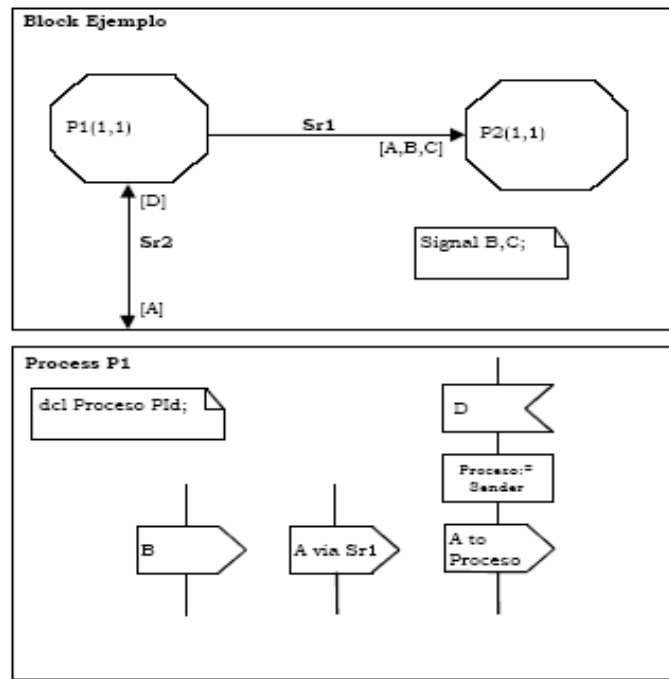 Block Ejemplo
P1(1,1)
Sr1
[A,B,C]
P2(1,1)
[D]
Sr2
[A]
Signal B,C;
Process P1
dcl Proceso PId;
D
Proceso:=
Sender
B
A via Sr1
A to
Proceso